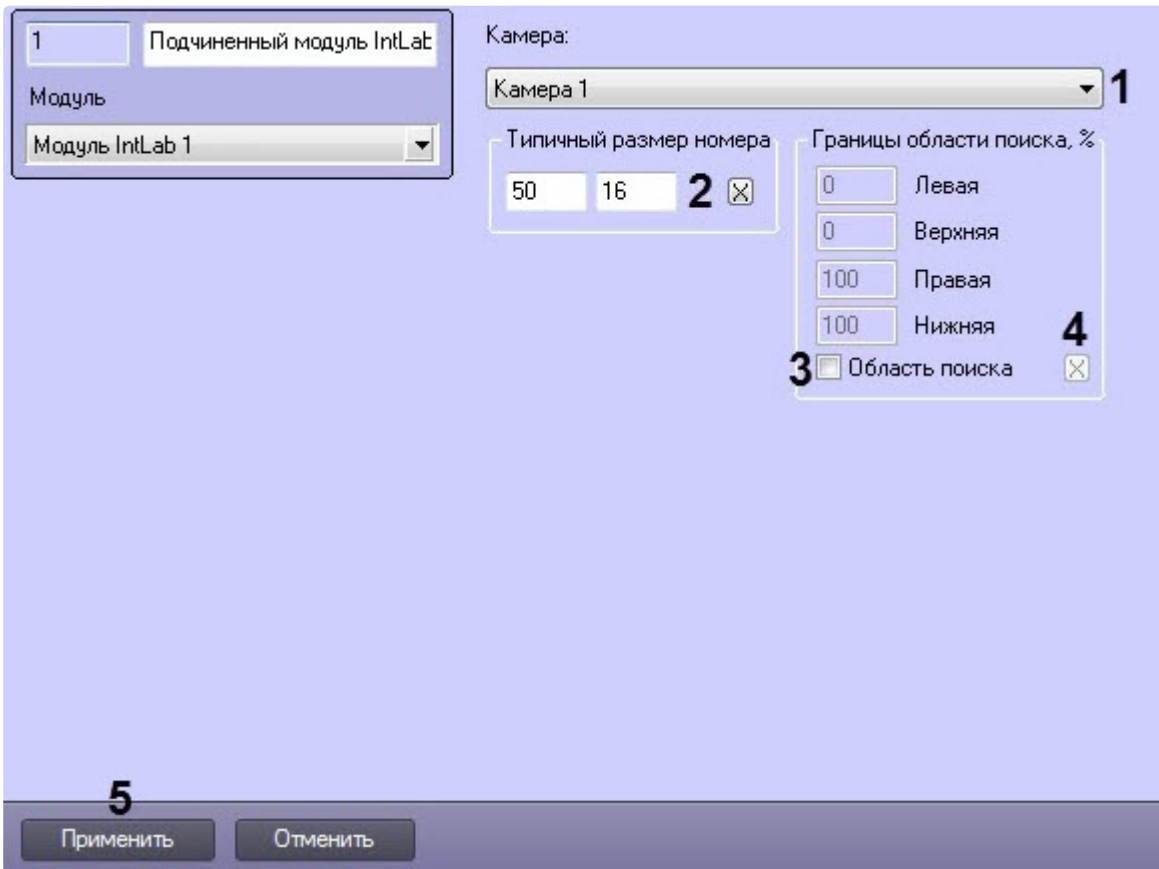 1 Подчиненный модуль IntLab
Модуль
Модуль IntLab 1
Камера:
Камера 1 1
Типичный размер номера
50 16 2
Границы области поиска, %
0 Левая
0 Верхняя
100 Правая
100 Нижняя
4
3 Область поиска
5
Применить Отменить